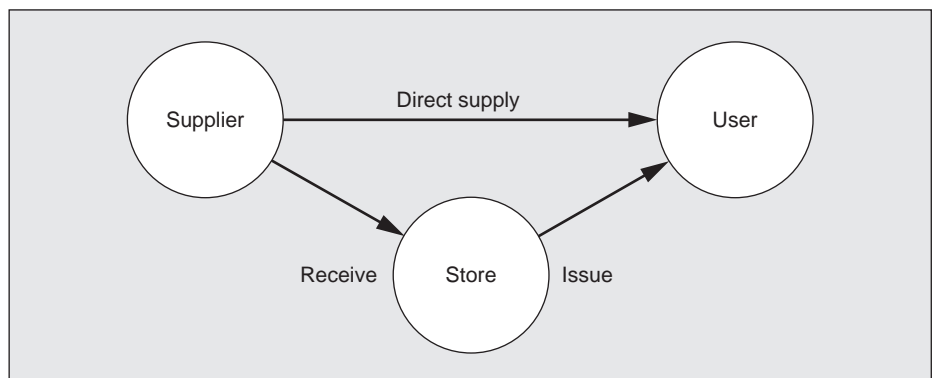 Direct supply
Supplier
User
Receive
Store
Issue